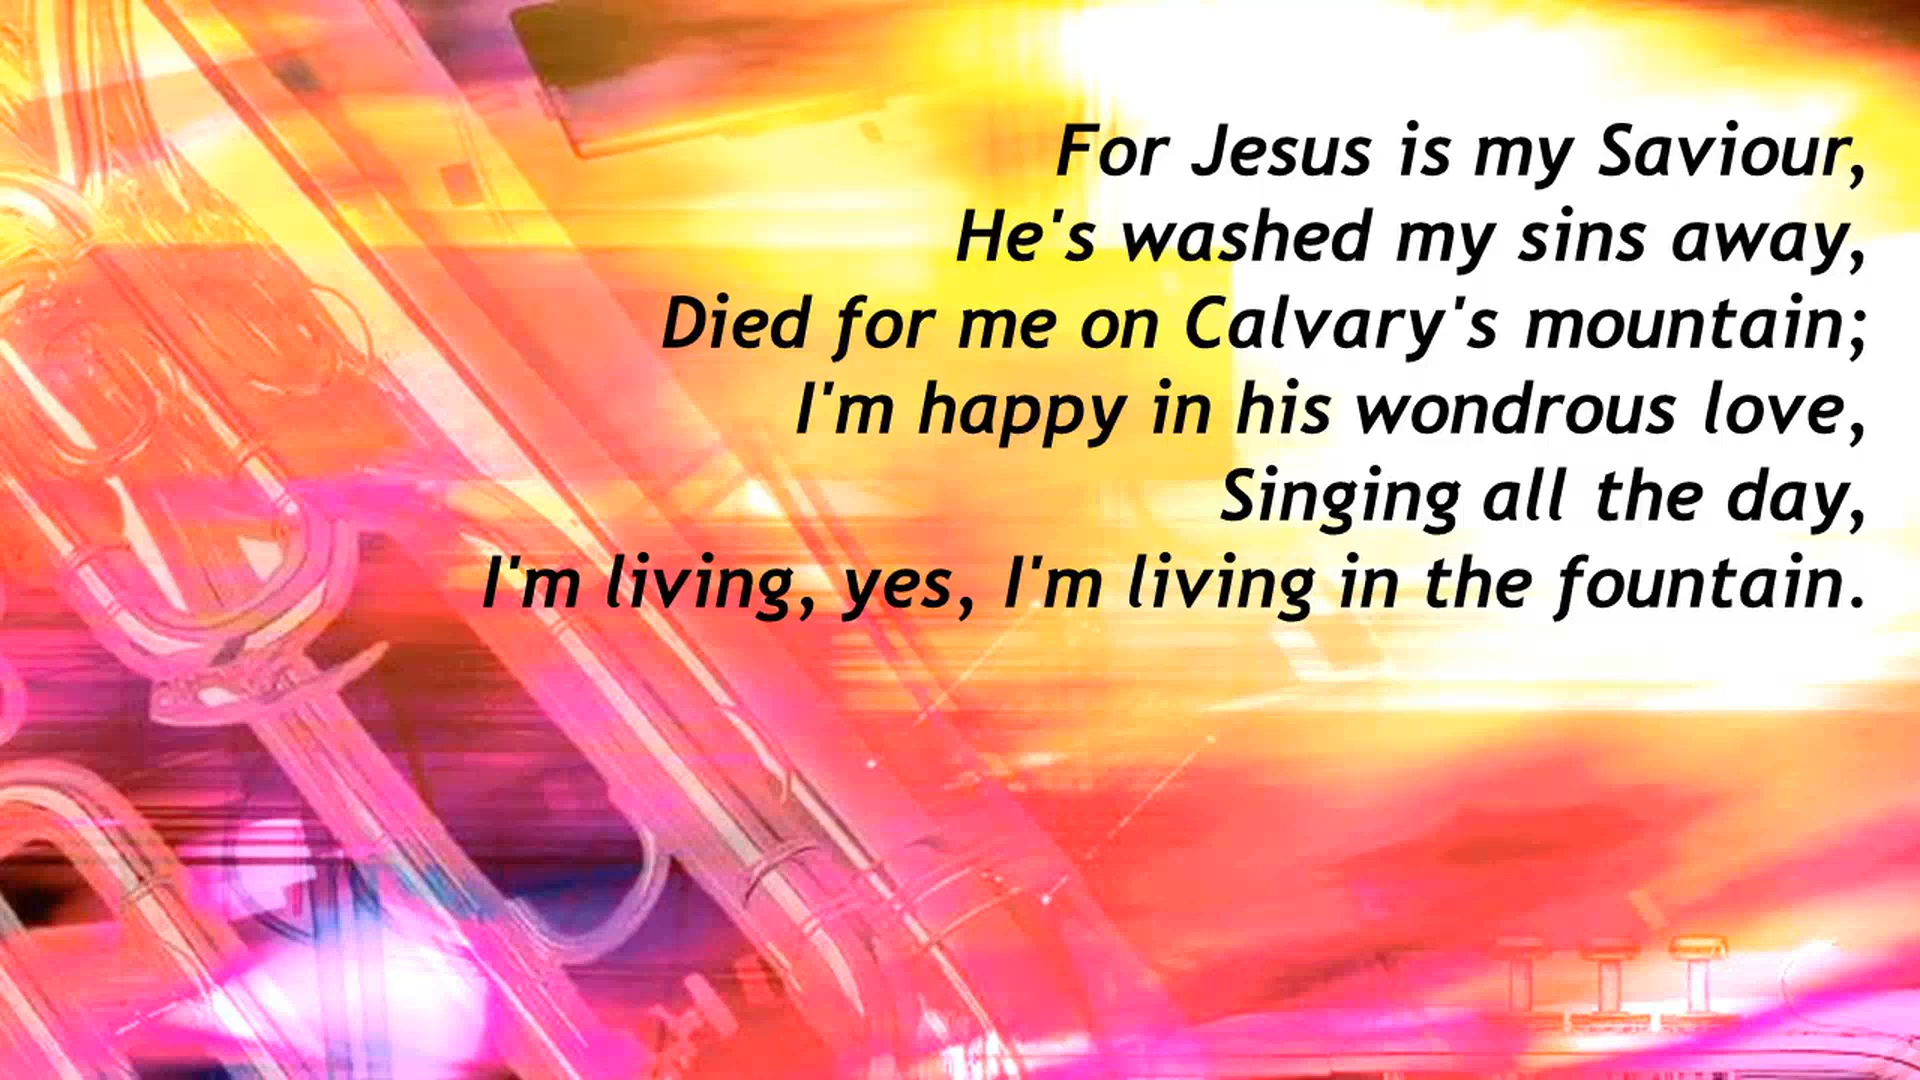 For Jesus is my Saviour,
He's washed my sins away,
Died for me on Calvary's mountain;
I'm happy in his wondrous love,
Singing all the day,
I'm living, yes, I'm living in the fountain.